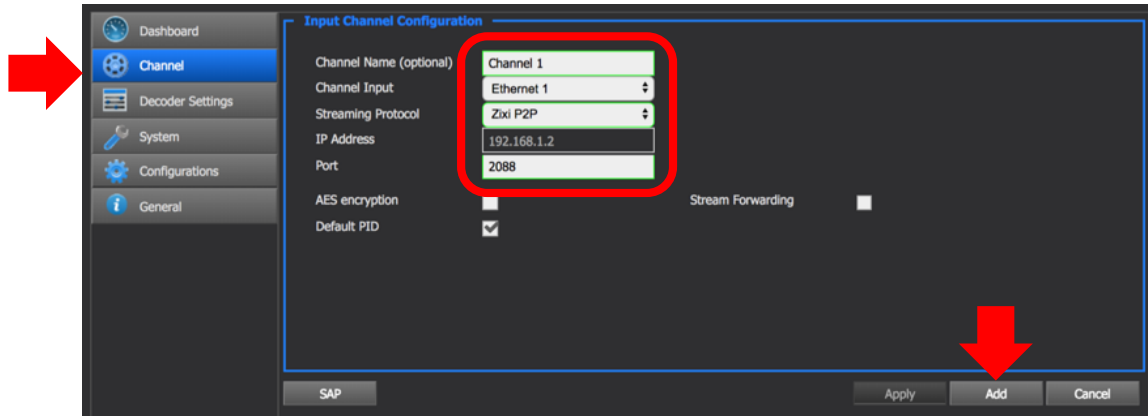 Dashboard
Channel
Decoder Settings
System
Configurations
General
Input Channel Configuration
Channel Name (optional) Channel 1
Channel Input Ethernet 1
Streaming Protocol Zixi P2P
IP Address 192.168.1.2
Port 2088
AES encryption Stream Forwarding
Default PID
SAP Apply Add Cancel